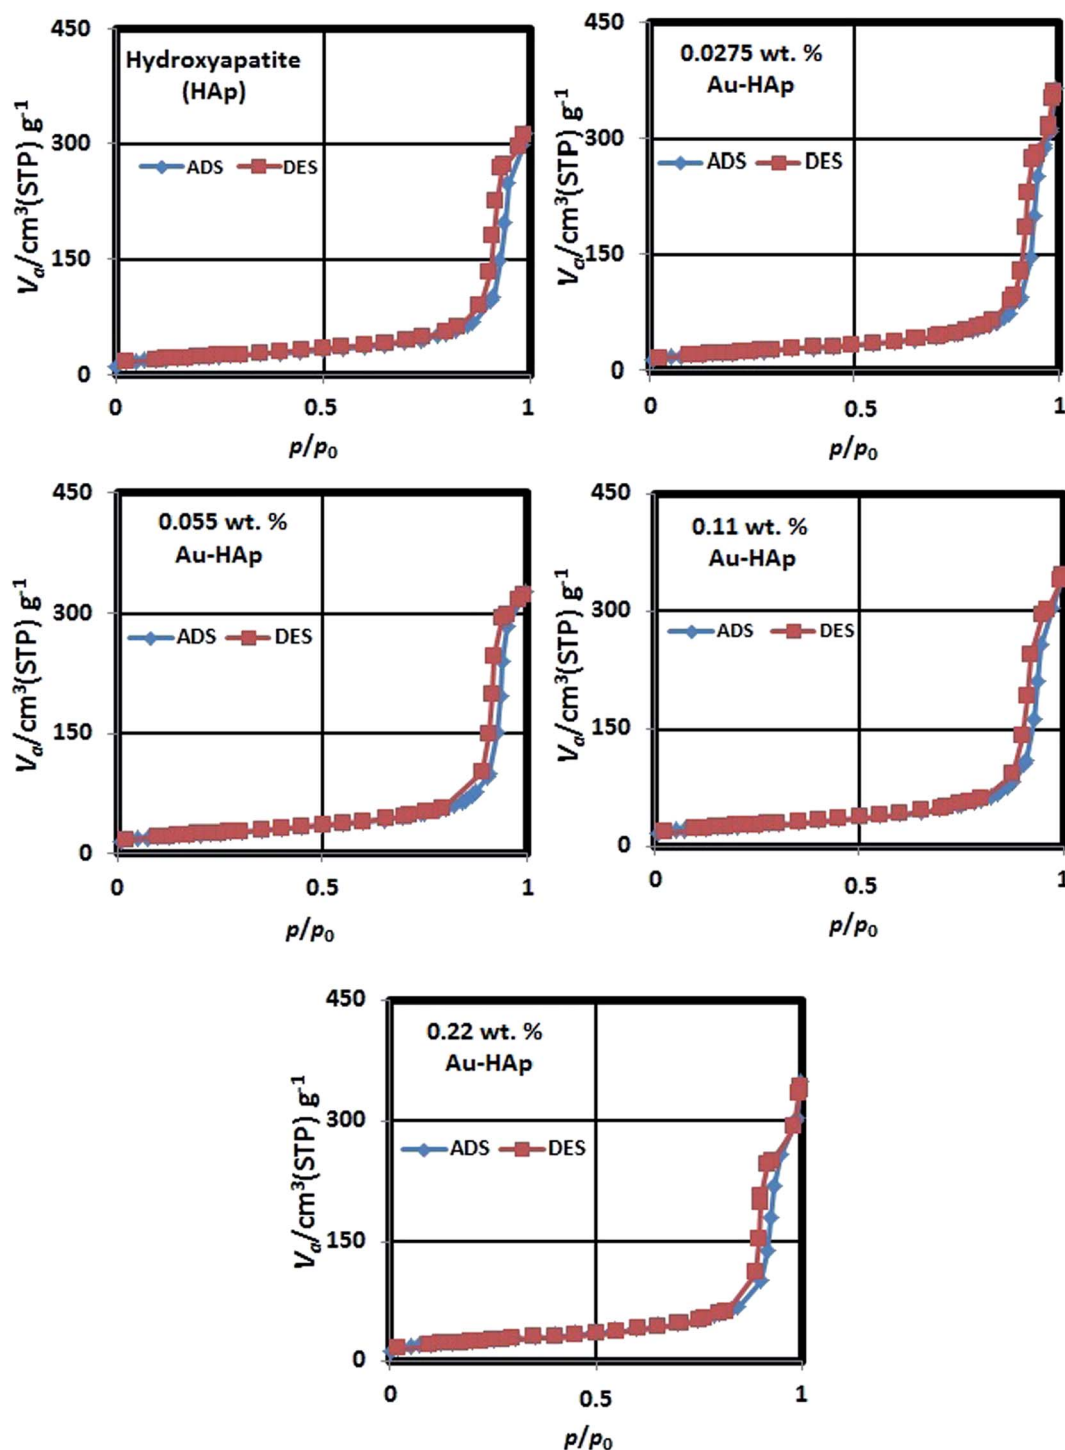 450
300
150
0
Vₐ/cm³(STP) g⁻¹
Hydroxyapatite
(HAp)
ADS DES
0 0.5 1
p/p₀
450
300
150
0
Vₐ/cm³(STP) g⁻¹
0.0275 wt. %
Au-HAp
ADS DES
0 0.5 1
p/p₀
450
300
150
0
Vₐ/cm³(STP) g⁻¹
0.055 wt. %
Au-HAp
ADS DES
0 0.5 1
p/p₀
450
300
150
0
Vₐ/cm³(STP) g⁻¹
0.11 wt. %
Au-HAp
ADS DES
0 0.5 1
p/p₀
450
300
150
0
Vₐ/cm³(STP) g⁻¹
0.22 wt. %
Au-HAp
ADS DES
0 0.5 1
p/p₀